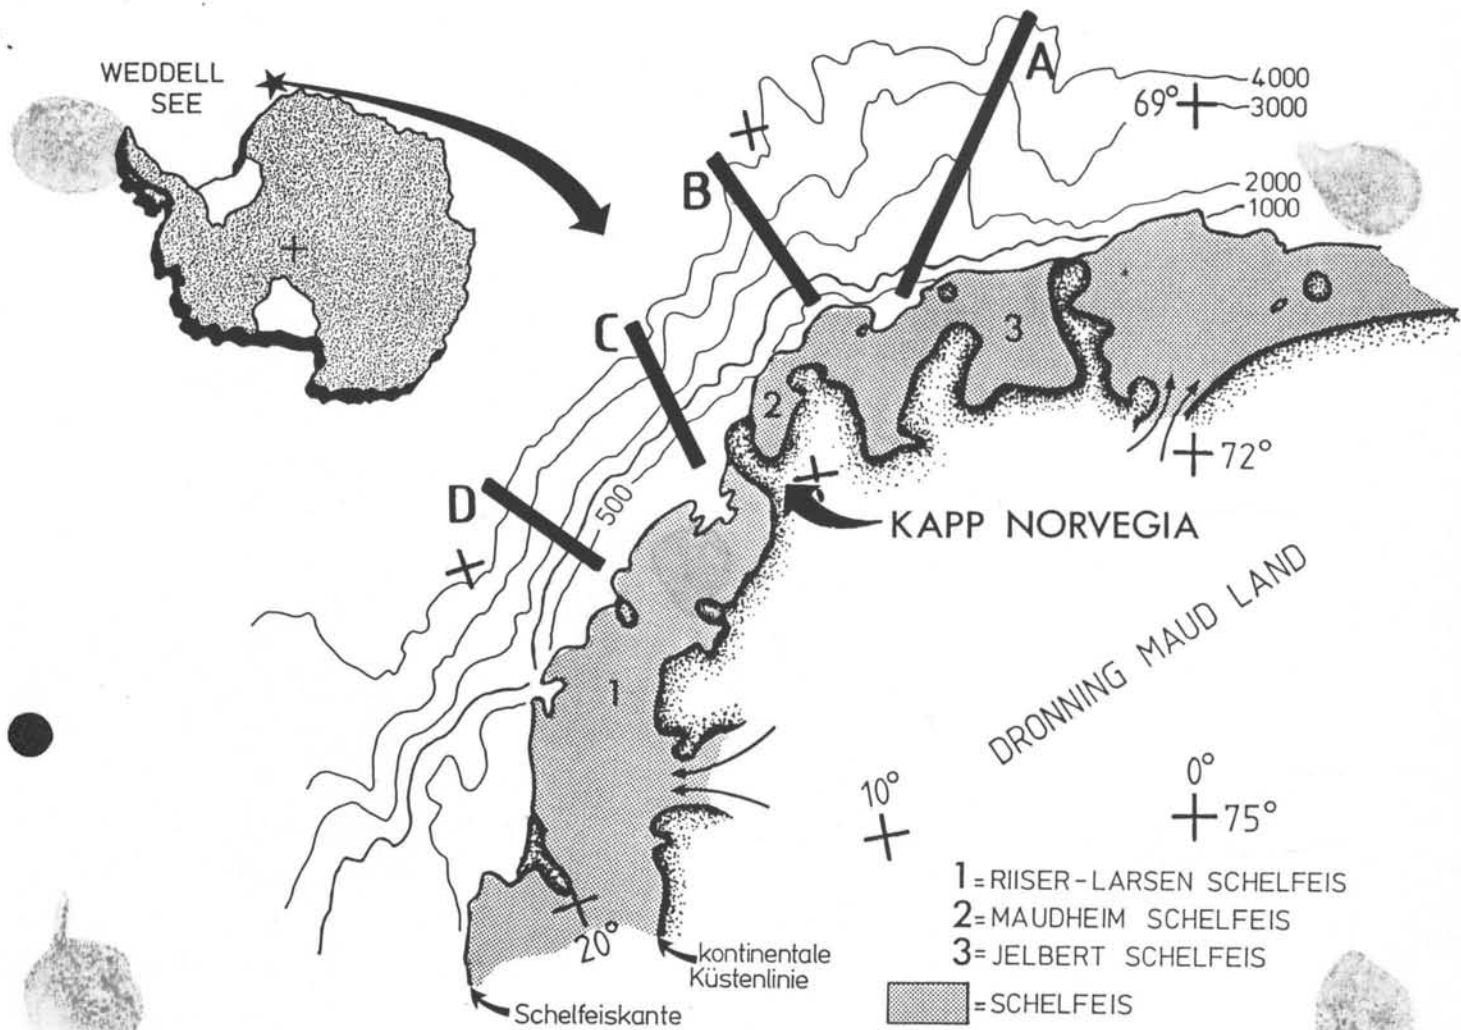 WEDDELL
SEE
A
B
C
D
4000
3000
2000
1000
500
69°
72°
1
2
3
KAPP NORVEGIA
DRONNING MAUD LAND
10°
0°
75°
20°
1=RIISER-LARSEN SCHELFEIS
2=MAUDHEIM SCHELFEIS
3=JELBERT SCHELFEIS
=SCHELFEIS
kontinentale
Küstenlinie
Schelfeiskante